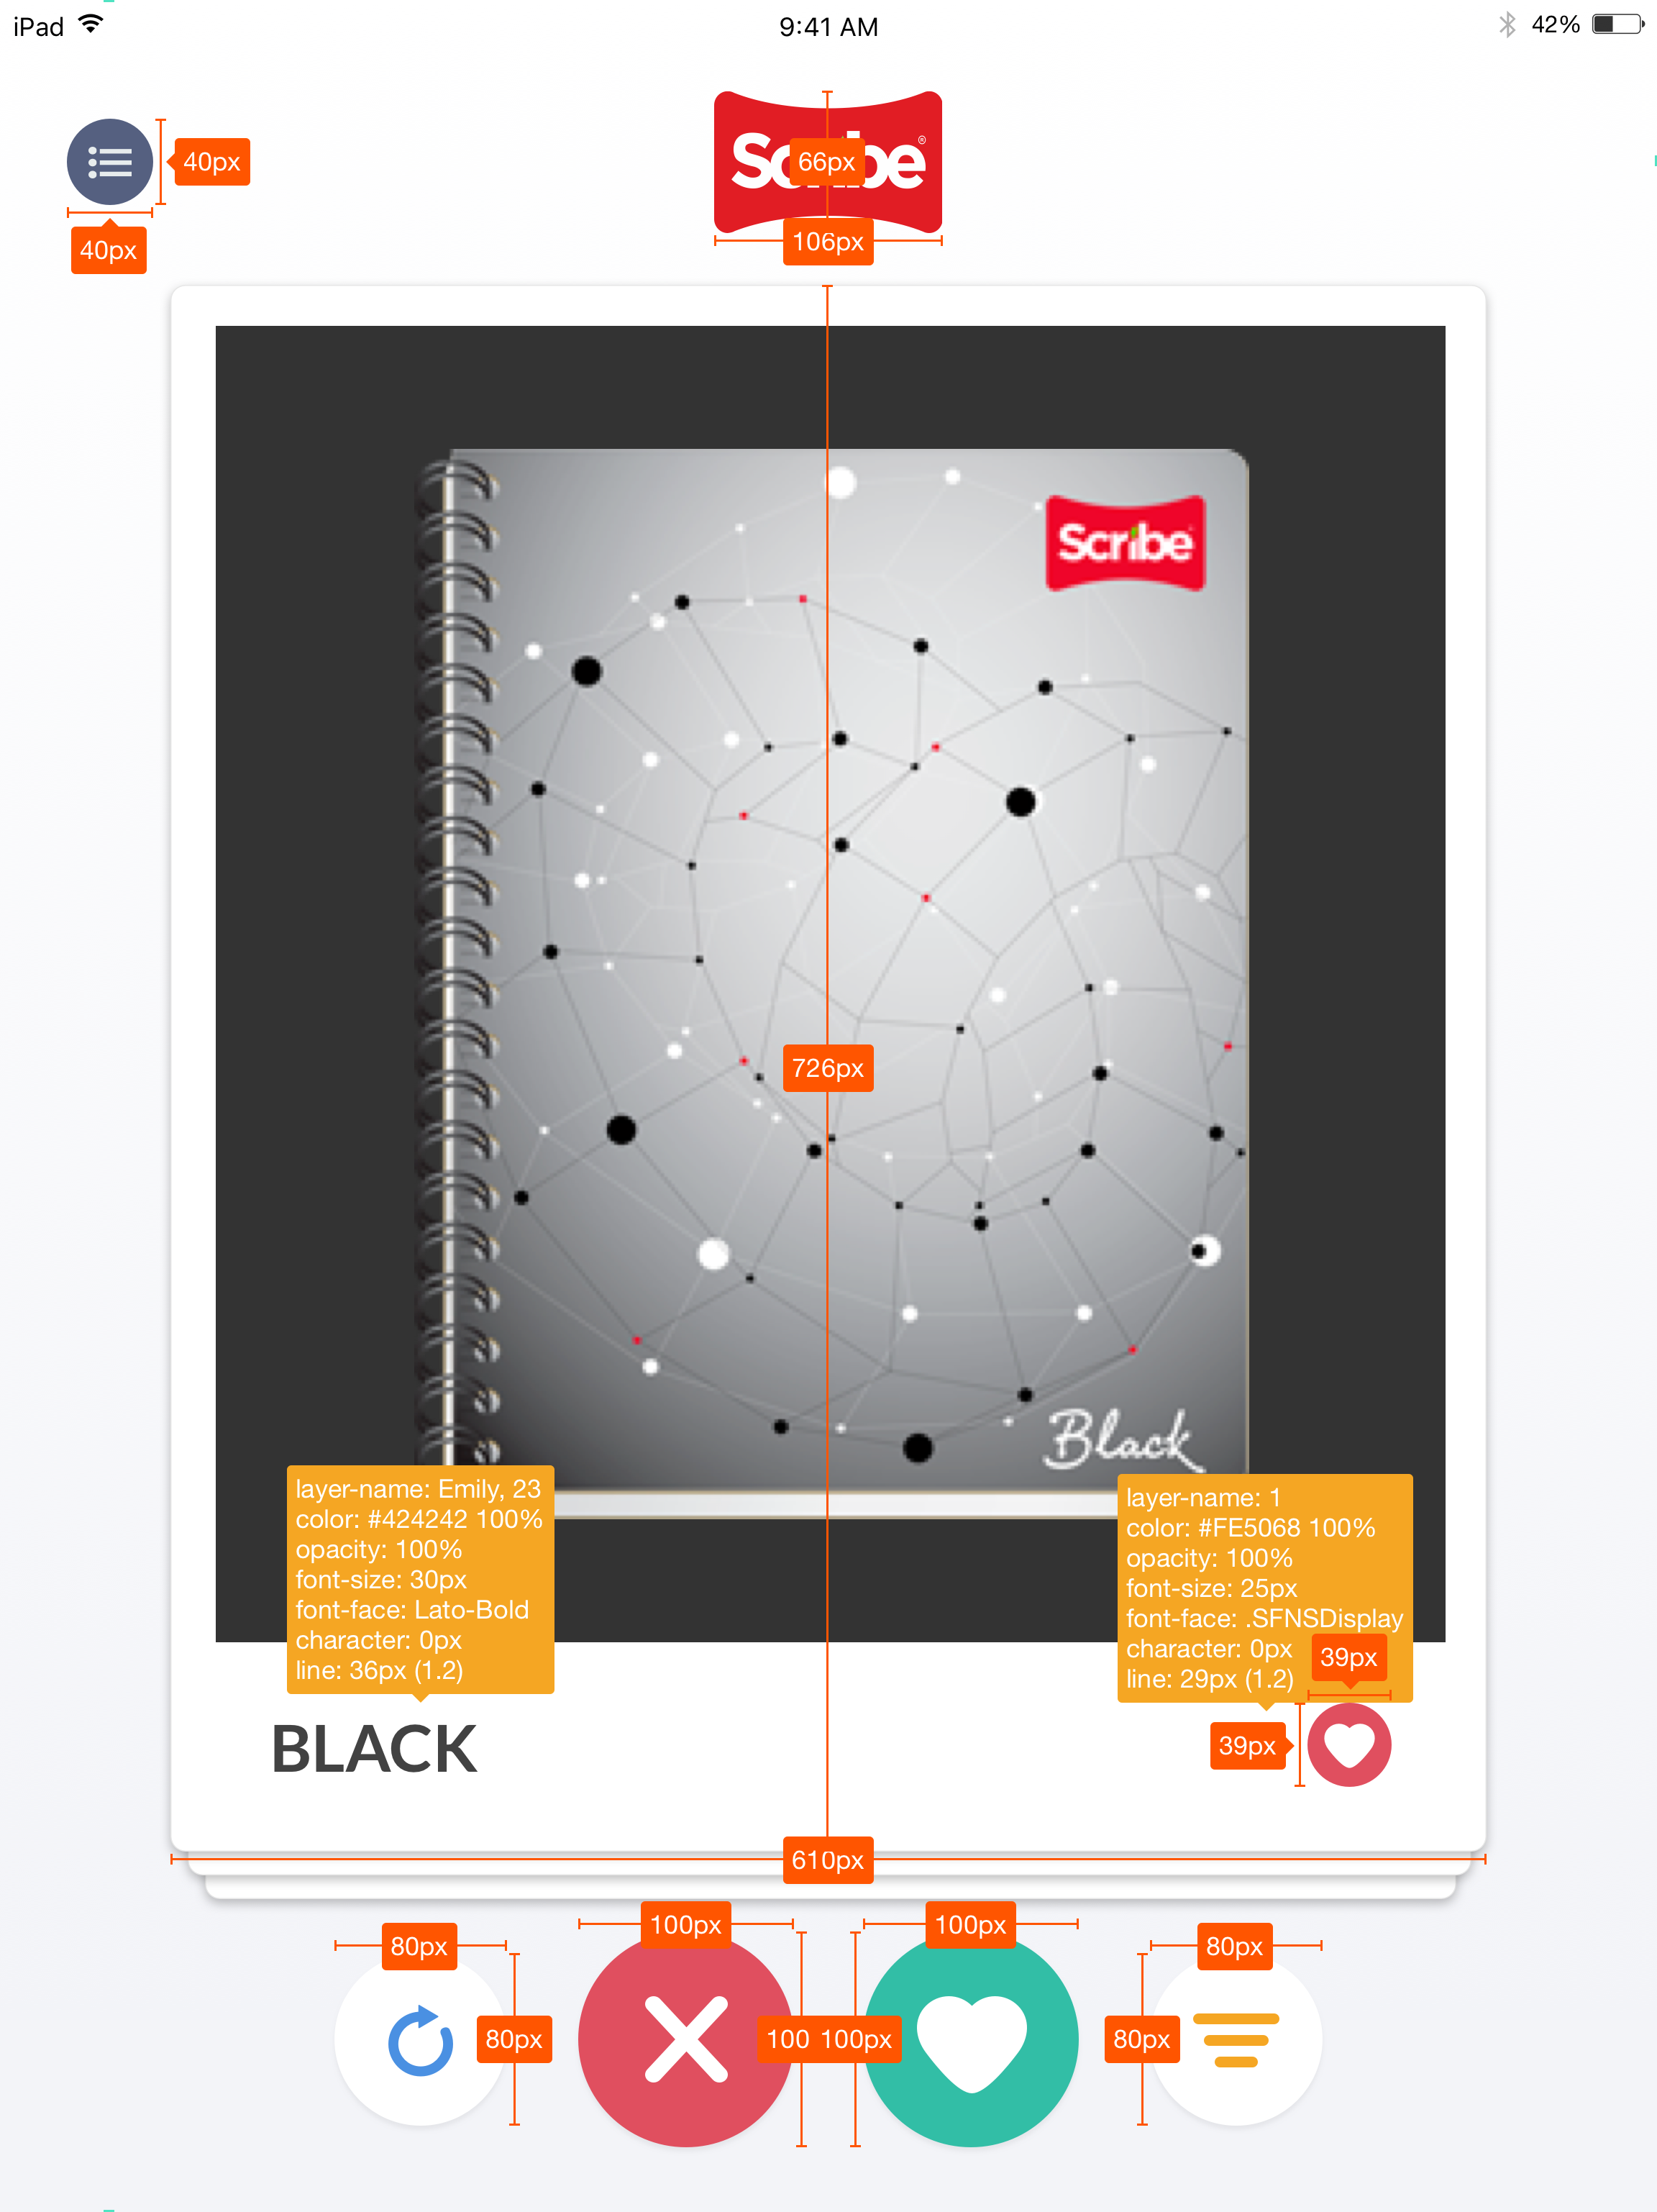 iPad 9:41 AM 42%
40px
40px
Scribe®
66px
106px
Scribe
726px
Black
layer-name: Emily, 23
color: #424242 100%
opacity: 100%
font-size: 30px
font-face: Lato-Bold
character: 0px
line: 36px (1.2)
layer-name: 1
color: #FE5068 100%
opacity: 100%
font-size: 25px
font-face: .SFNSDisplay
character: 0px
line: 29px (1.2)
39px
39px
BLACK
610px
80px
100px
100px
80px
80px
100
100px
80px